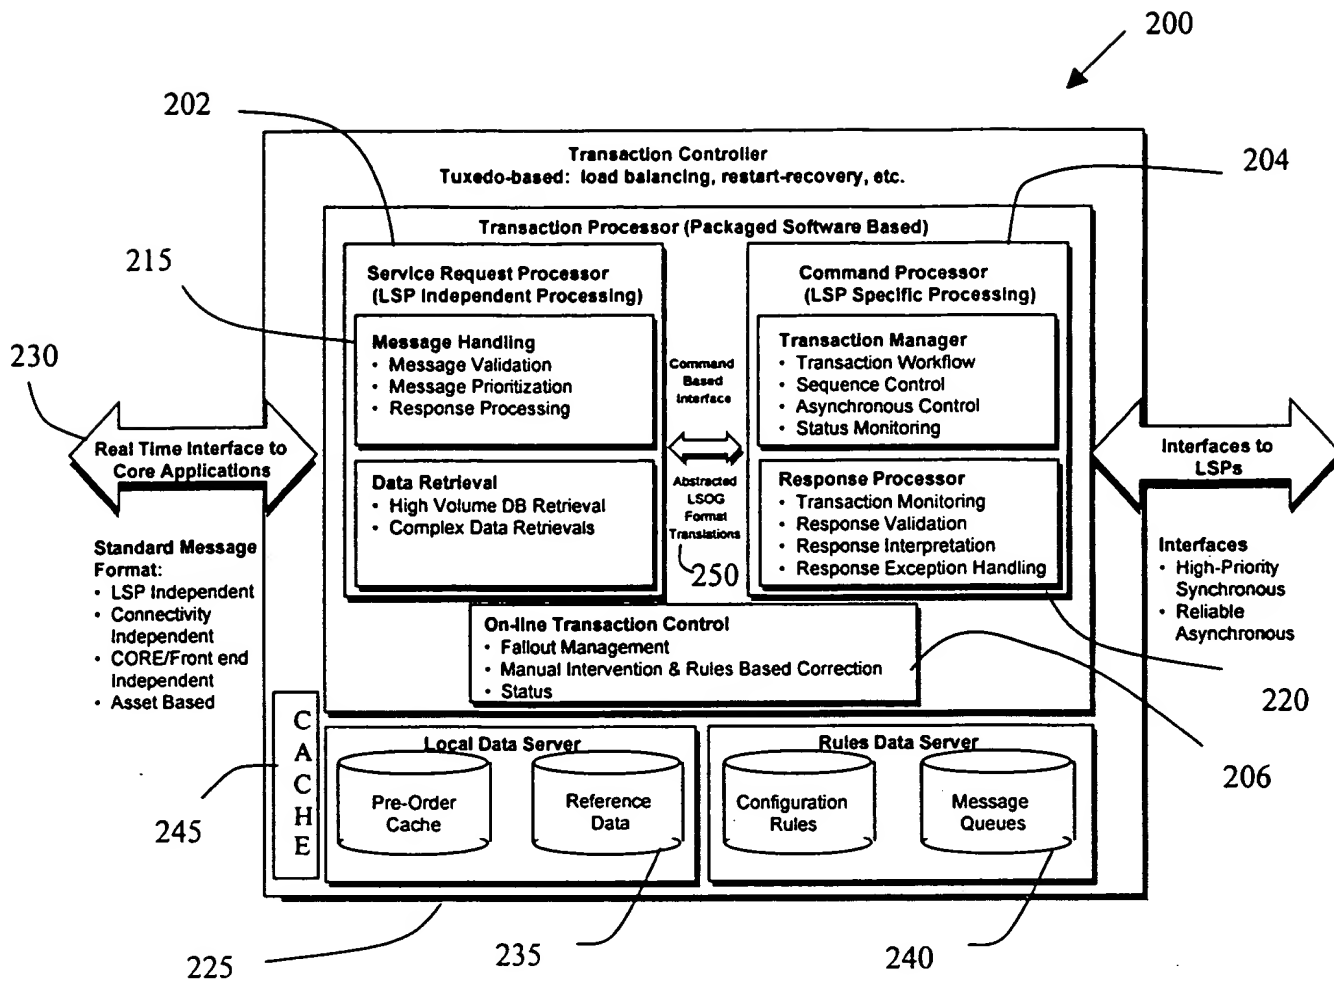 200
202
Transaction Controller
Tuxedo-based: load balancing, restart-recovery, etc.
204
Transaction Processor (Packaged Software Based)
215
Service Request Processor
(LSP Independent Processing)
Message Handling
• Message Validation
• Message Prioritization
• Response Processing
Data Retrieval
• High Volume DB Retrieval
• Complex Data Retrievals
Command
Based
Interface
Abstracted
LSOG
Format
Translations
250
Command Processor
(LSP Specific Processing)
Transaction Manager
• Transaction Workflow
• Sequence Control
• Asynchronous Control
• Status Monitoring
Response Processor
• Transaction Monitoring
• Response Validation
• Response Interpretation
• Response Exception Handling
230
Real Time Interface to
Core Applications
Standard Message
Format:
• LSP Independent
• Connectivity
Independent
• CORE/Front end
Independent
• Asset Based
Interfaces to
LSPs
Interfaces
• High-Priority
Synchronous
• Reliable
Asynchronous
On-line Transaction Control
• Fallout Management
• Manual Intervention & Rules Based Correction
• Status
220
206
C
A
C
H
E
245
Local Data Server
Pre-Order
Cache
Reference
Data
Rules Data Server
Configuration
Rules
Message
Queues
225
235
240